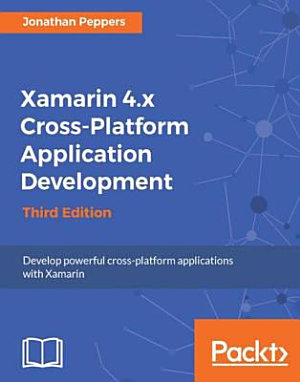 Jonathan Peppers
Xamarin 4.x
Cross-Platform
Application
Development
Third Edition
Develop powerful cross-platform applications
with Xamarin
Packt>